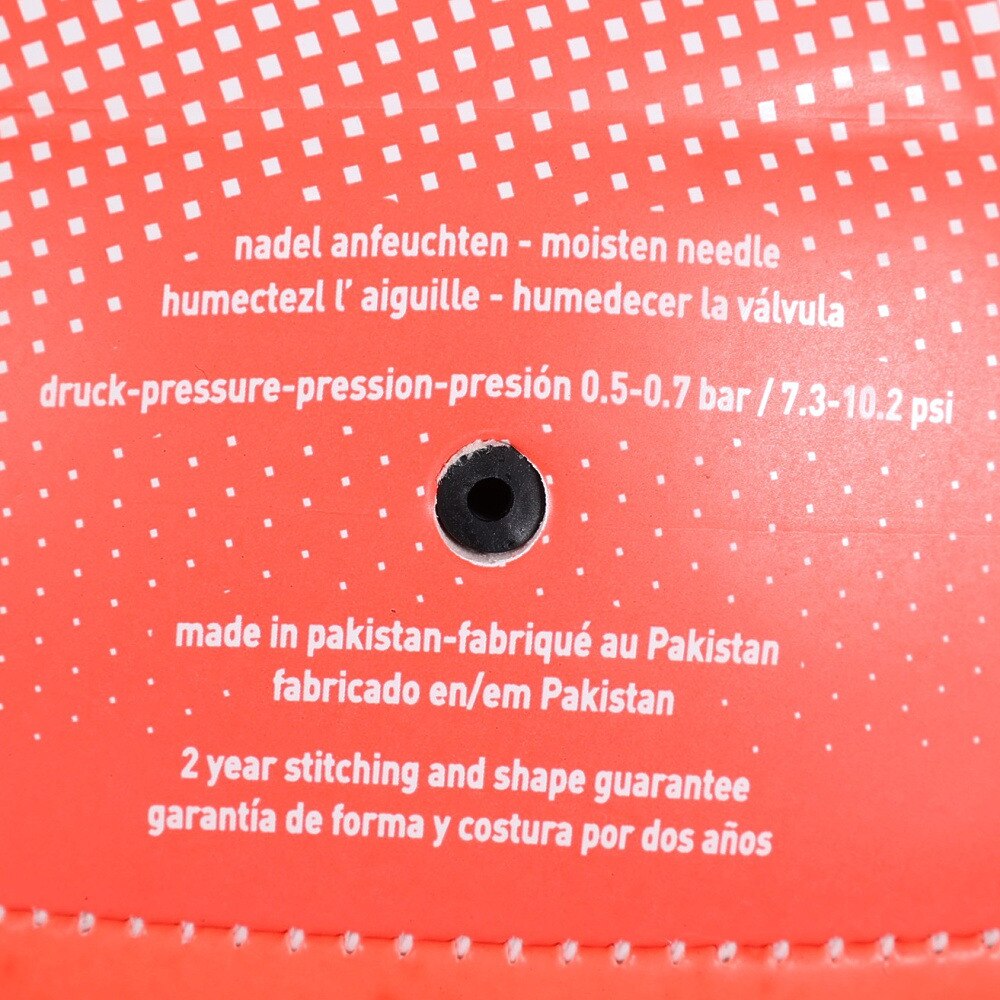 nadel anfeuchten - moisten needle
humectezl l' aiguille - humedecer la válvula
druck-pressure-pression-presión 0.5-0.7 bar / 7.3-10.2 psi
made in pakistan-fabriqué au Pakistan
fabricado en/em Pakistan
2 year stitching and shape guarantee
garantía de forma y costura por dos años